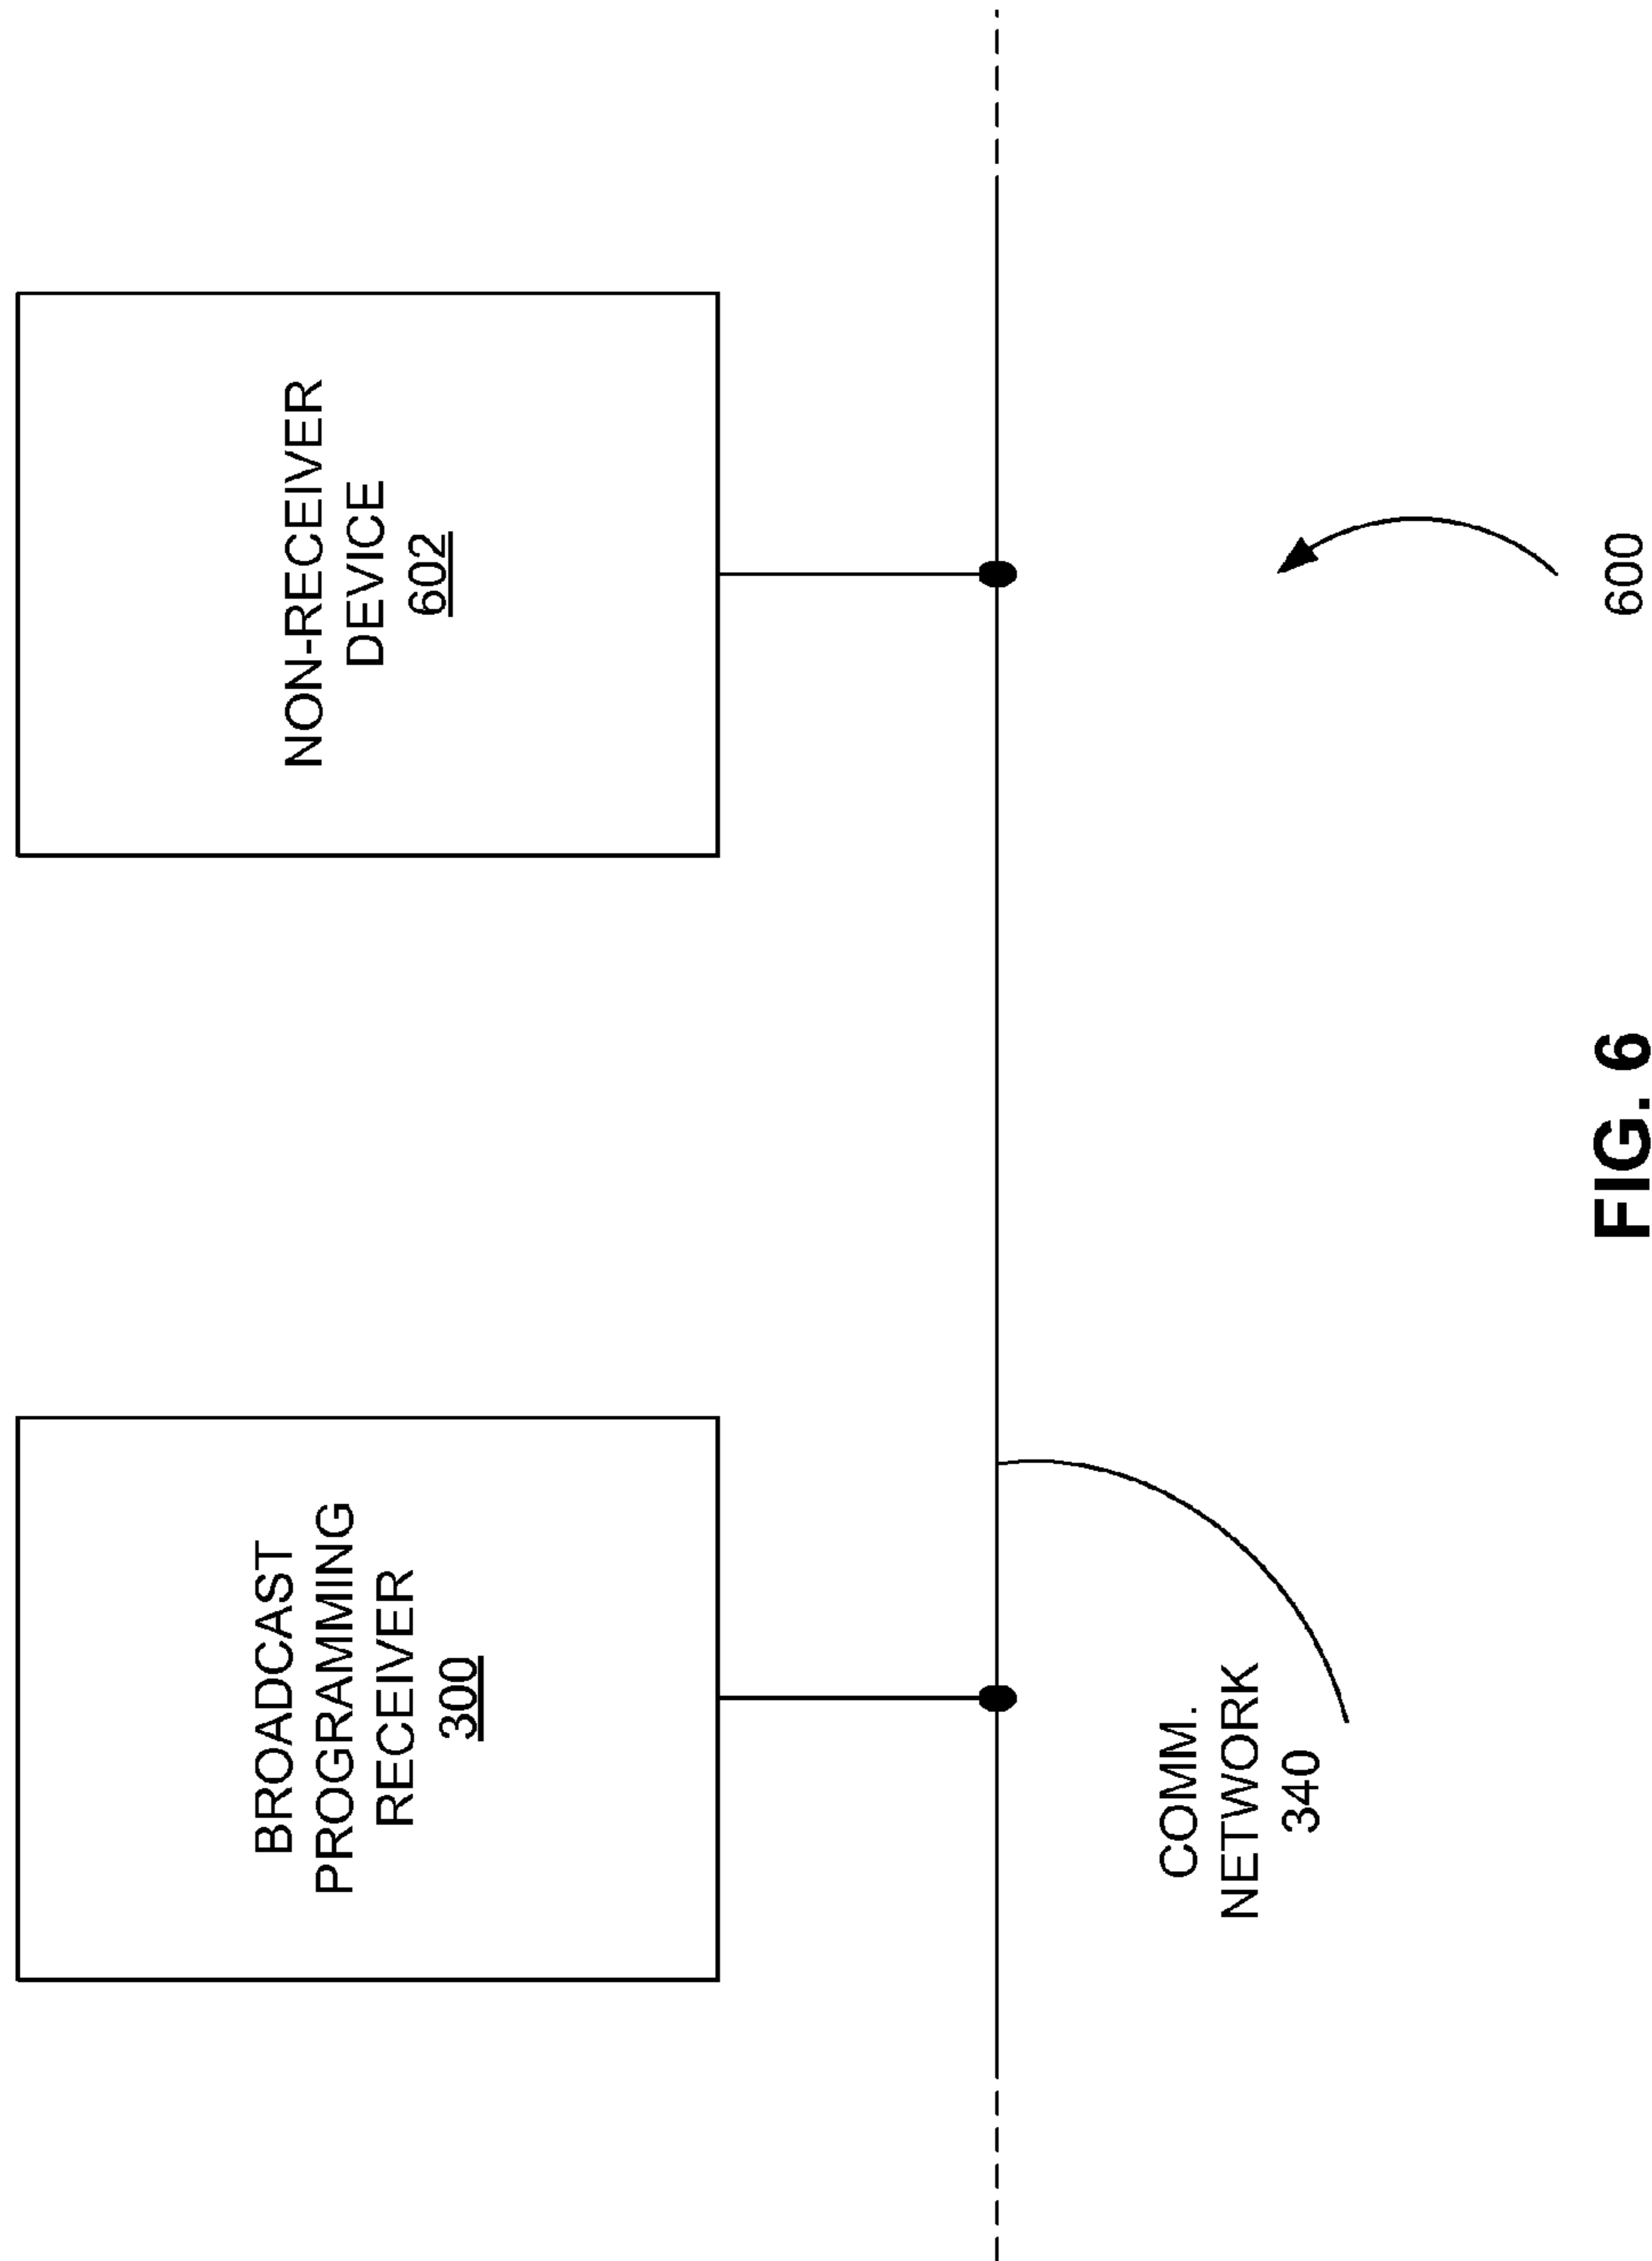 BROADCAST
PROGRAMMING
RECEIVER
300
NON-RECEIVER
DEVICE
602
COMM.
NETWORK
340
600
FIG. 6